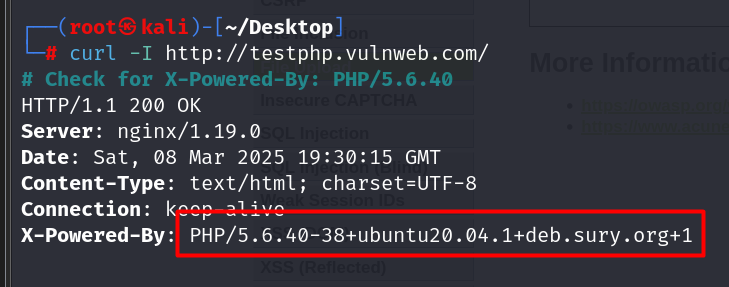 ┌──(root㉿kali)-[~/Desktop]
└─# curl -I http://testphp.vulnweb.com/
# Check for X-Powered-By: PHP/5.6.40
HTTP/1.1 200 OK
Server: nginx/1.19.0
Date: Sat, 08 Mar 2025 19:30:15 GMT
Content-Type: text/html; charset=UTF-8
Connection: keep-alive
X-Powered-By: PHP/5.6.40-38+ubuntu20.04.1+deb.sury.org+1
CSRF
Insecure CAPTCHA
SQL Injection
SQL Injection (Blind)
Weak Session IDs
XSS (Reflected)
More Informatio